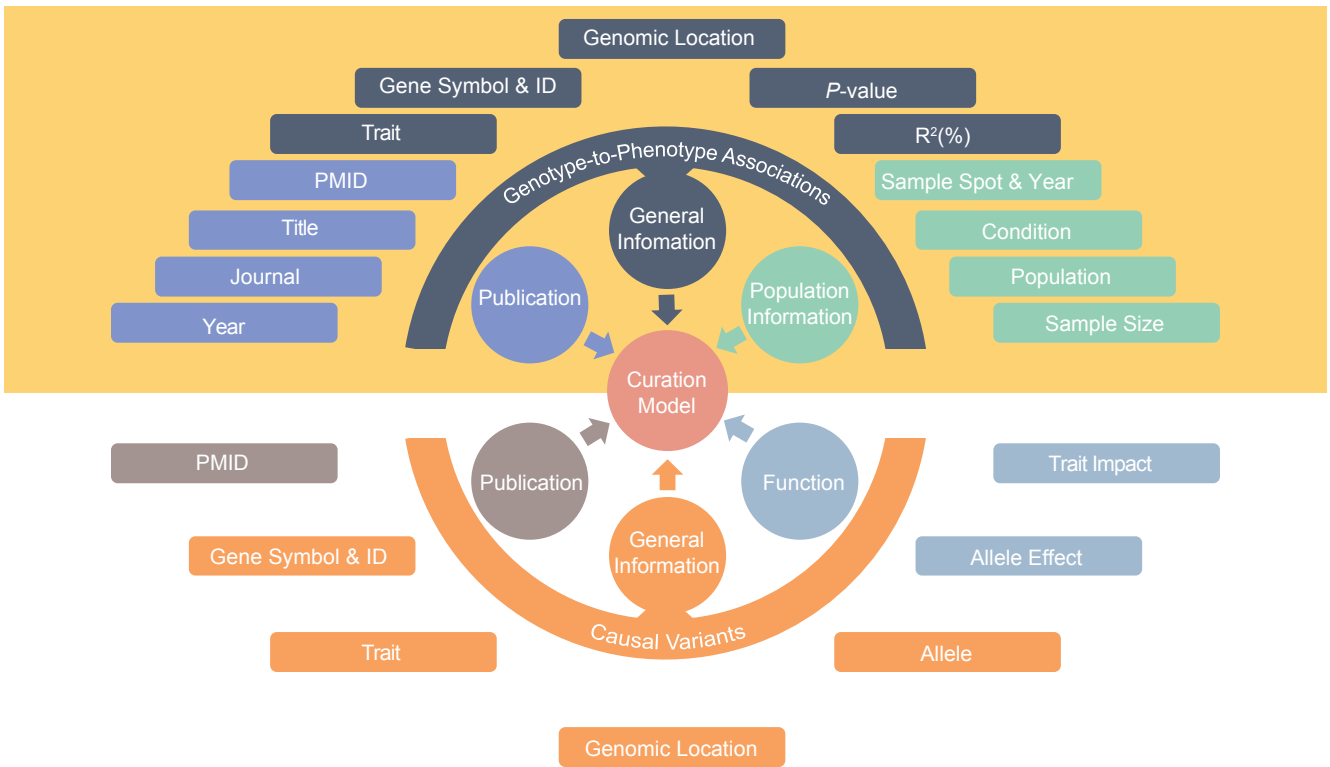 Genomic Location
Gene Symbol & ID
P-value
Trait
R²(%)
PMID
Sample Spot & Year
Title
Condition
Journal
Population
Year
Sample Size
Genotype-to-Phenotype Associations
General
Infomation
Publication
Population
Information
Curation
Model
Publication
Function
General
Information
Causal Variants
PMID
Trait Impact
Gene Symbol & ID
Allele Effect
Trait
Allele
Genomic Location